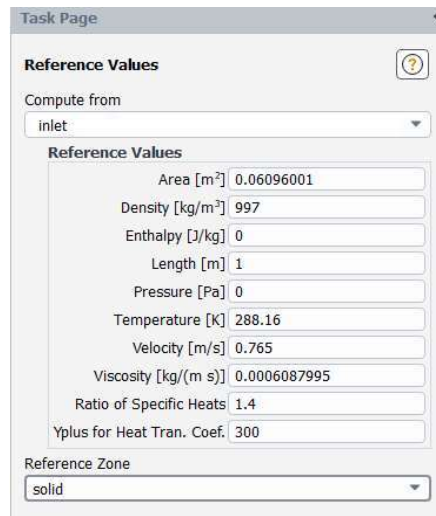 Task Page
Reference Values
?
Compute from
inlet
Reference Values
Area [m²] 0.06096001
Density [kg/m³] 997
Enthalpy [J/kg] 0
Length [m] 1
Pressure [Pa] 0
Temperature [K] 288.16
Velocity [m/s] 0.765
Viscosity [kg/(m s)] 0.0006087995
Ratio of Specific Heats 1.4
Yplus for Heat Tran. Coef. 300
Reference Zone
solid